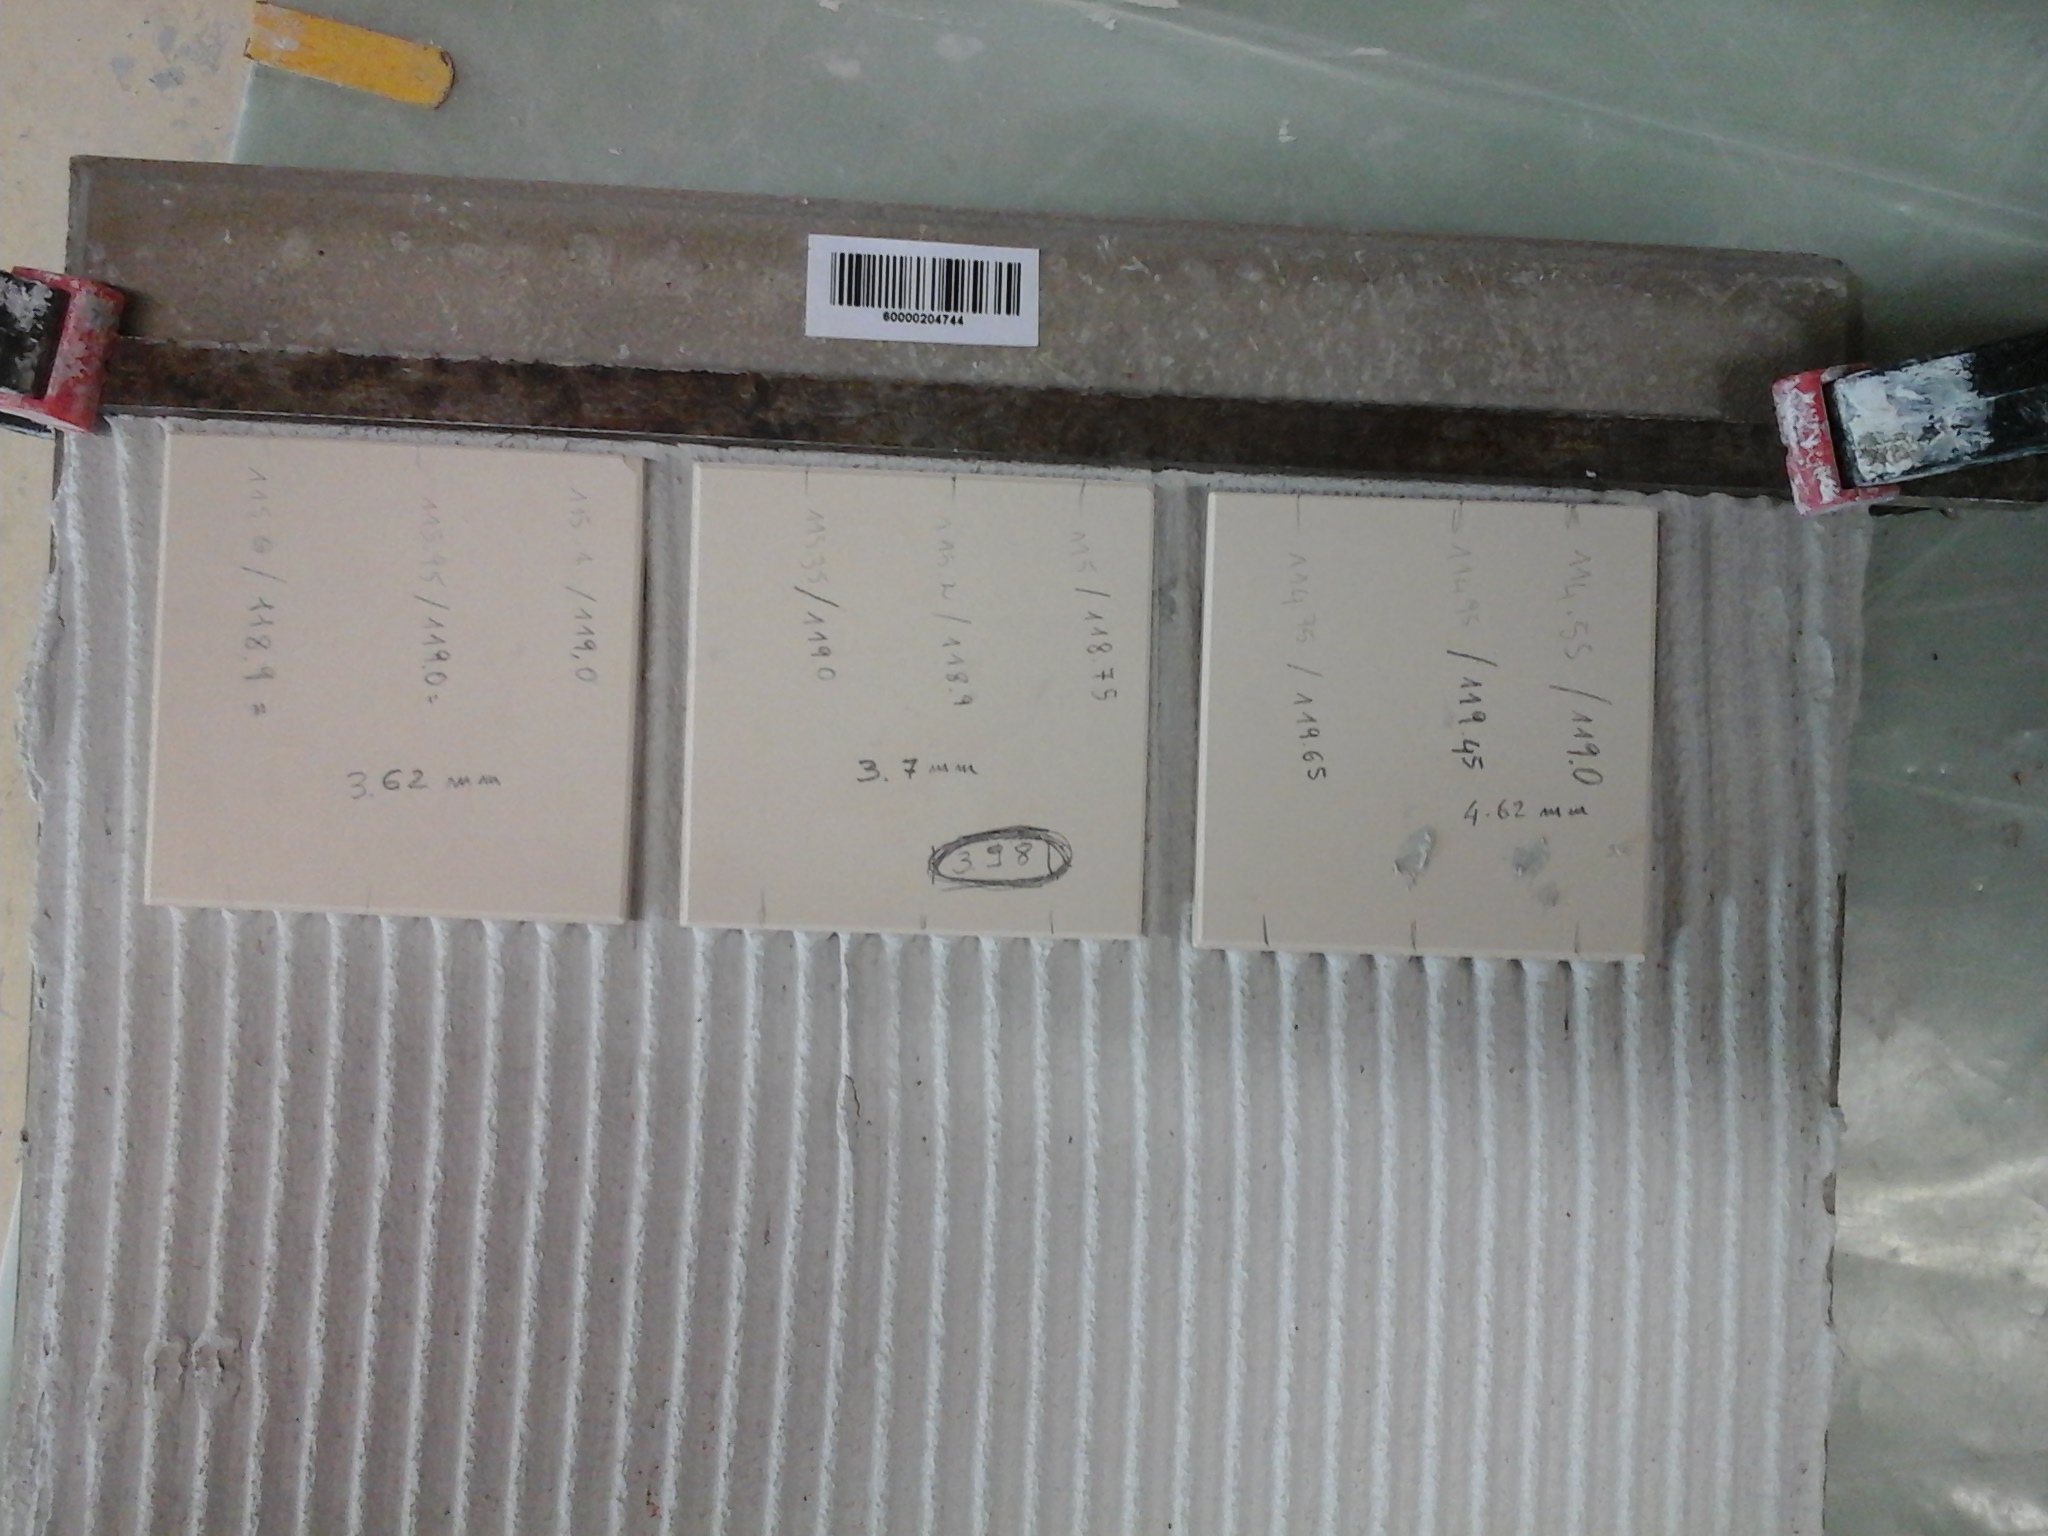 60000204744
115.0 / 118.9 =
115.45 / 119.0 =
115.1 / 119.0
3.62 mm
115.35 / 119.0
115.2 / 118.9
115 / 118.75
3.7 mm
3.98
114.75 / 119.65
114.95 / 119.45
114.55 / 119.0
4.62 mm